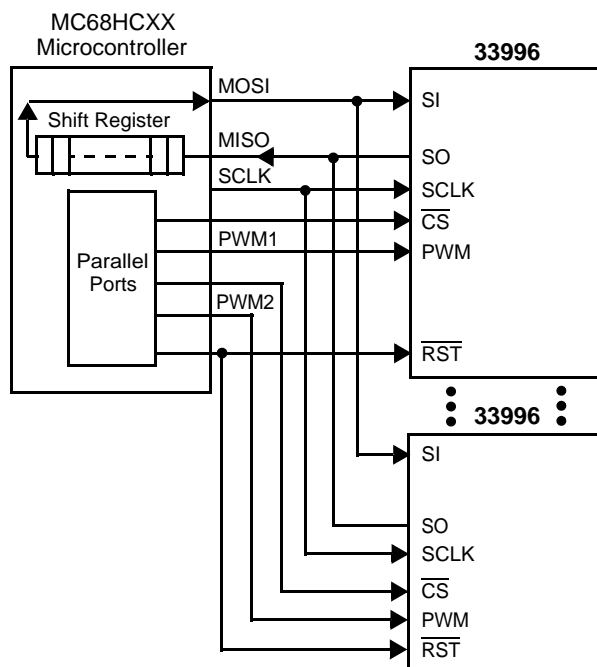 MC68HCXX
Microcontroller
33996
MOSI
SI
Shift Register
MISO
SO
SCLK
SCLK
CS
PWM1
PWM
Parallel
Ports
PWM2
RST
33996
SI
SO
SCLK
CS
PWM
RST